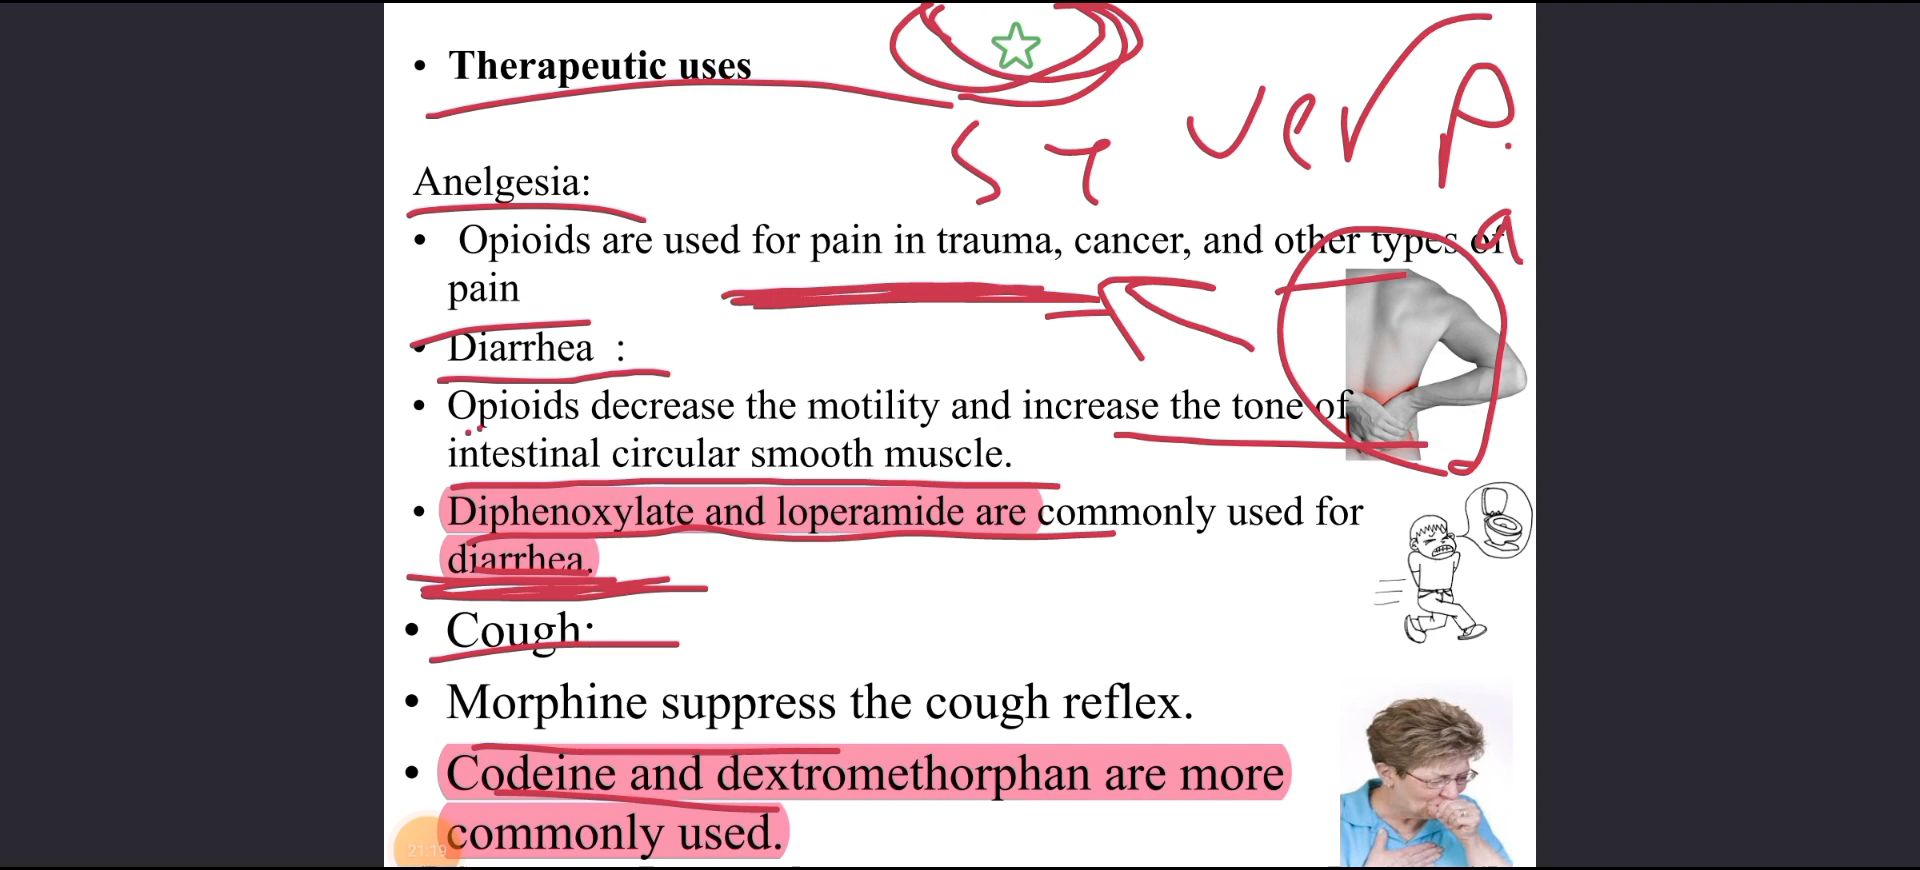 • Therapeutic uses
Anelgesia:
• Opioids are used for pain in trauma, cancer, and other types of
pain
• Diarrhea :
• Opioids decrease the motility and increase the tone of
intestinal circular smooth muscle.
• Diphenoxylate and loperamide are commonly used for
diarrhea.
• Cough:
• Morphine suppress the cough reflex.
• Codeine and dextromethorphan are more
commonly used.
21:19